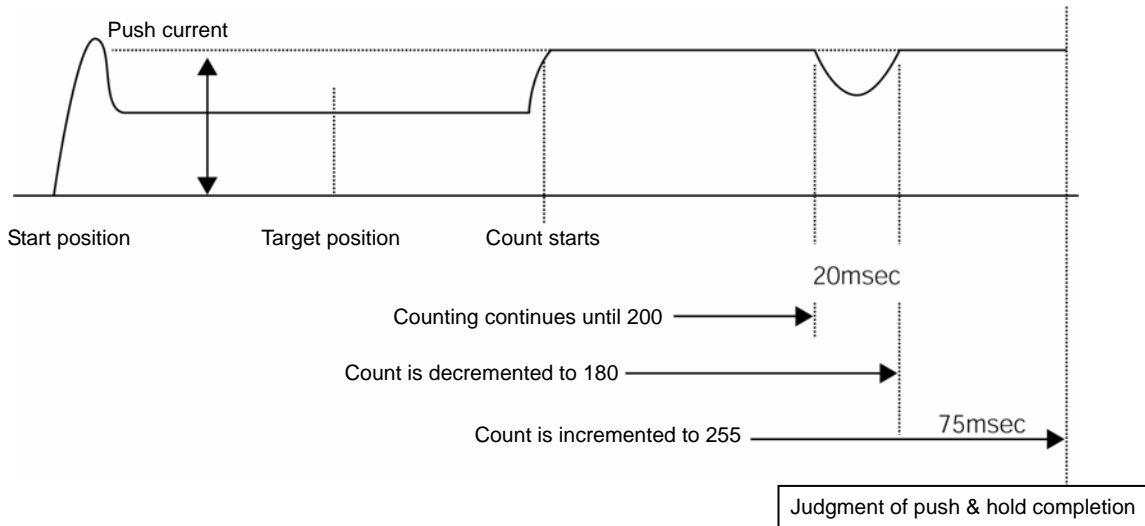 Push current
Start position
Target position
Count starts
20msec
Counting continues until 200
Count is decremented to 180
Count is incremented to 255
75msec
Judgment of push & hold completion